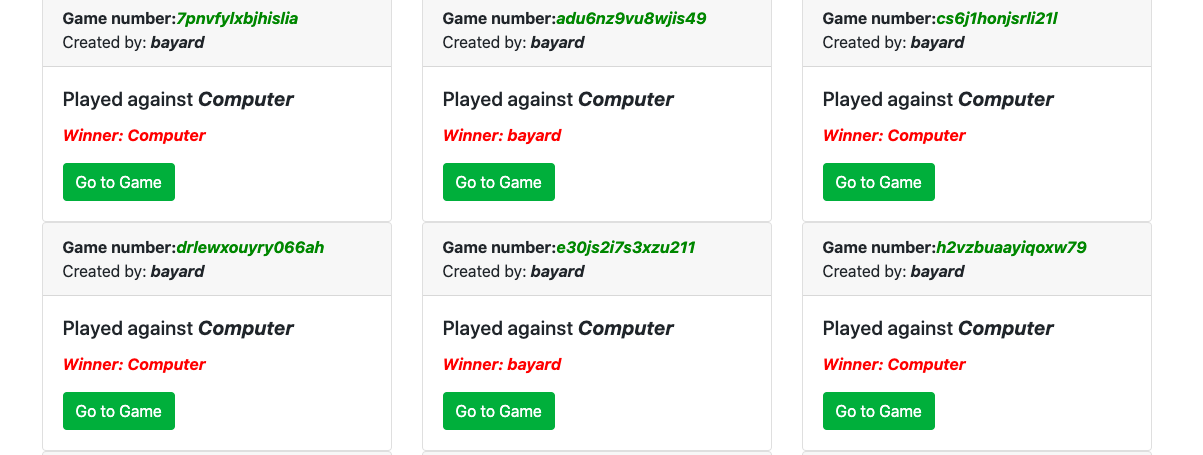 Game number:7pnvfylxbjhislia
Created by: bayard
Played against Computer
Winner: Computer
Go to Game
Game number:adu6nz9vu8wjis49
Created by: bayard
Played against Computer
Winner: bayard
Go to Game
Game number:cs6j1honjsrli21l
Created by: bayard
Played against Computer
Winner: Computer
Go to Game
Game number:drlewxouyry066ah
Created by: bayard
Played against Computer
Winner: Computer
Go to Game
Game number:e30js2i7s3xzu211
Created by: bayard
Played against Computer
Winner: bayard
Go to Game
Game number:h2vzbuaayiqoxw79
Created by: bayard
Played against Computer
Winner: Computer
Go to Game